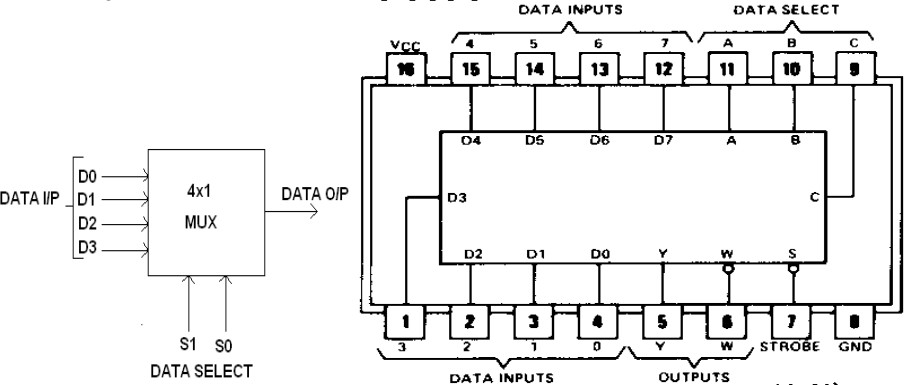 DATA INPUTS DATA SELECT
VCC 4 5 6 7 A B C
16 15 14 13 12 11 10 9
D4 D5 D6 D7 A B
D3 C
D2 D1 D0 Y W S
1 2 3 4 5 6 7 8
3 2 1 0 Y W STROBE GND
DATA INPUTS OUTPUTS
DATA I/P
D0
D1
D2
D3
4x1
MUX
DATA O/P
S1 S0
DATA SELECT